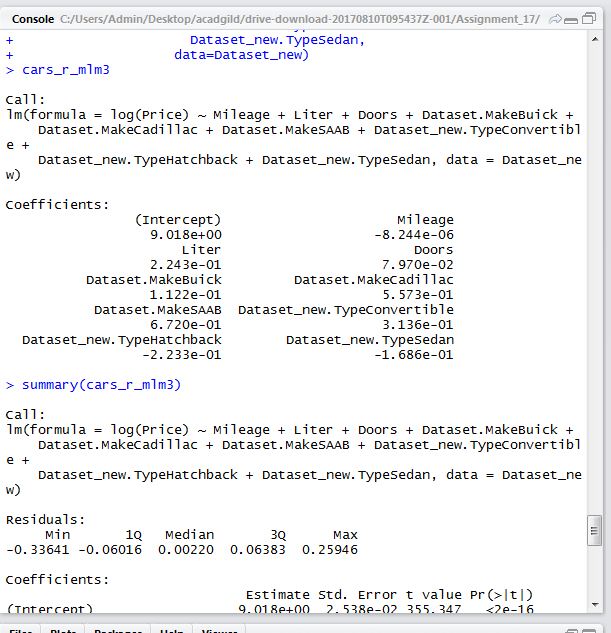 Console C:/Users/Admin/Desktop/acadgild/drive-download-20170810T095437Z-001/Assignment_17/
+ Dataset_new.TypeSedan,
+ data=Dataset_new)
> cars_r_mlm3
Call:
lm(formula = log(Price) ~ Mileage + Liter + Doors + Dataset.MakeBuick +
Dataset.MakeCadillac + Dataset.MakeSAAB + Dataset_new.TypeConvertibl
e +
Dataset_new.TypeHatchback + Dataset_new.TypeSedan, data = Dataset_ne
w)
Coefficients:
(Intercept) Mileage
9.018e+00 -8.244e-06
Liter Doors
2.243e-01 7.970e-02
Dataset.MakeBuick Dataset.MakeCadillac
1.122e-01 5.573e-01
Dataset.MakeSAAB Dataset_new.TypeConvertible
6.720e-01 3.136e-01
Dataset_new.TypeHatchback Dataset_new.TypeSedan
-2.233e-01 -1.686e-01
> summary(cars_r_mlm3)
Call:
lm(formula = log(Price) ~ Mileage + Liter + Doors + Dataset.MakeBuick +
Dataset.MakeCadillac + Dataset.MakeSAAB + Dataset_new.TypeConvertibl
e +
Dataset_new.TypeHatchback + Dataset_new.TypeSedan, data = Dataset_ne
w)
Residuals:
Min 1Q Median 3Q Max
-0.33641 -0.06016 0.00220 0.06383 0.25946
Coefficients:
Estimate Std. Error t value Pr(>|t|)
(Intercept) 9.018e+00 2.538e-02 355.347 <2e-16
Files Plots Packages Help Viewer